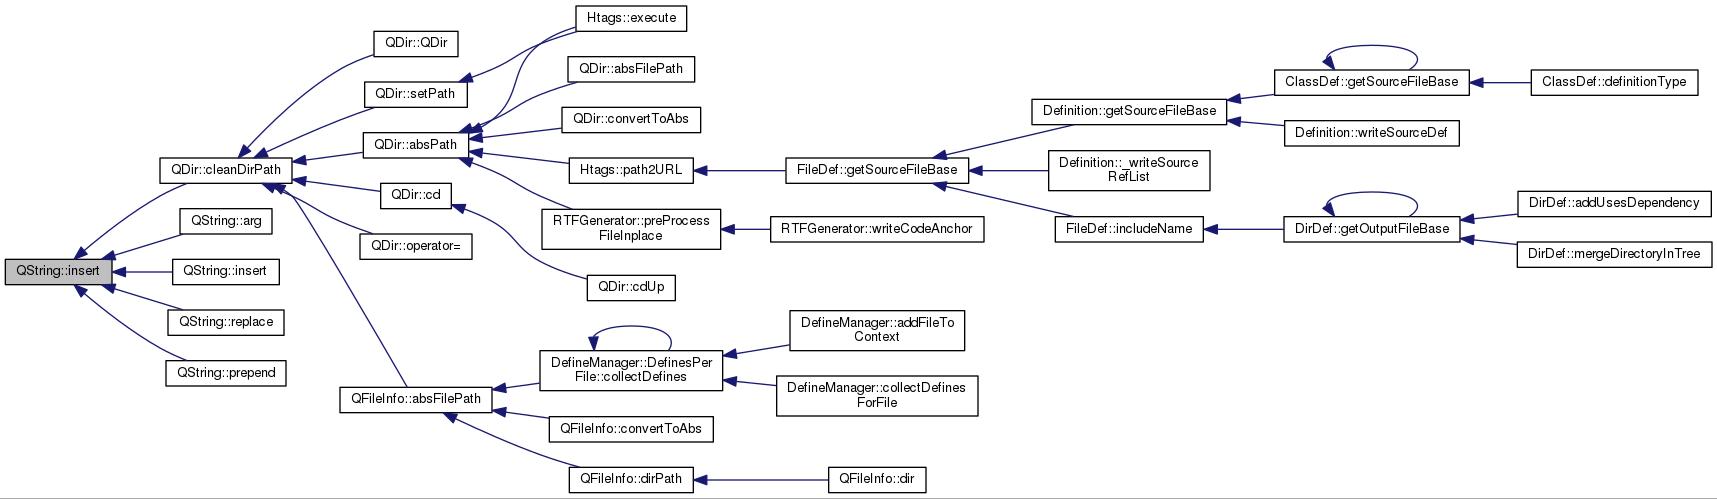 QString::insert
QDir::cleanDirPath
QString::arg
QString::insert
QString::replace
QString::prepend
QDir::QDir
QDir::setPath
QDir::absPath
QDir::cd
QDir::operator=
QFileInfo::absFilePath
Htags::execute
QDir::absFilePath
QDir::convertToAbs
Htags::path2URL
RTFGenerator::preProcess
FileInplace
QDir::cdUp
DefineManager::DefinesPer
File::collectDefines
QFileInfo::convertToAbs
QFileInfo::dirPath
FileDef::getSourceFileBase
RTFGenerator::writeCodeAnchor
DefineManager::addFileTo
Context
DefineManager::collectDefines
ForFile
QFileInfo::dir
Definition::getSourceFileBase
Definition::_writeSource
RefList
FileDef::includeName
ClassDef::getSourceFileBase
Definition::writeSourceDef
DirDef::getOutputFileBase
ClassDef::definitionType
DirDef::addUsesDependency
DirDef::mergeDirectoryInTree